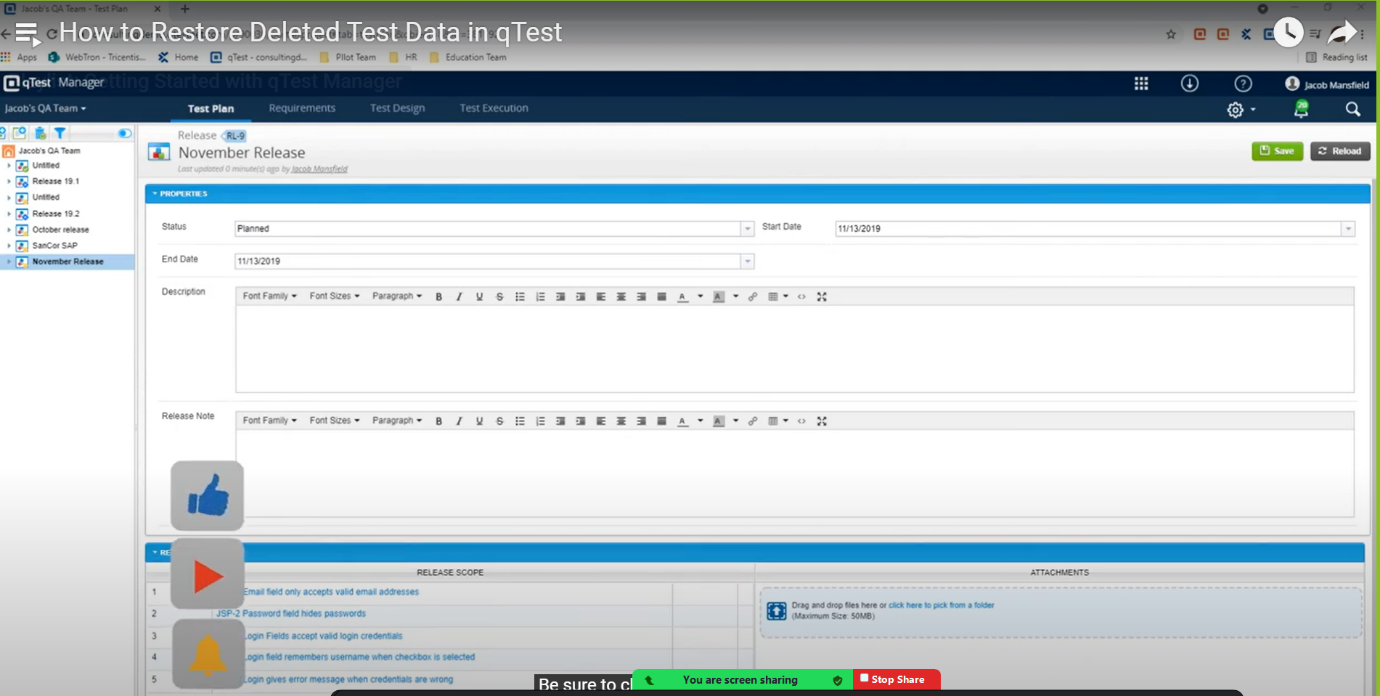 Jacob's QA Team - Test Plan
How to Restore Deleted Test Data in qTest
Apps WebTron - Tricentis... Home qTest - consultingd... Pilot Team HR Education Team Reading list
qTest Manager Getting Started with qTest Manager Jacob Mansfield
Jacob's QA Team Test Plan Requirements Test Design Test Execution 20
Release RL-9
November Release
Last updated 0 minute(s) ago by Jacob Mansfield
Save Reload
Jacob's QA Team
Untitled
Release 19.1
Untitled
Release 19.2
October release
SanCor SAP
November Release
PROPERTIES
Status Planned Start Date 11/13/2019
End Date 11/13/2019
Description Font Family Font Sizes Paragraph B I U S A A
Release Note Font Family Font Sizes Paragraph B I U S A A
RE
RELEASE SCOPE ATTACHMENTS
1 Email field only accepts valid email addresses
2 JSP-2 Password field hides passwords
3 Login Fields accept valid login credentials
4 Login field remembers username when checkbox is selected
5 Login gives error message when credentials are wrong
Drag and drop files here or click here to pick from a folder
(Maximum Size: 50MB)
Be sure to
You are screen sharing Stop Share